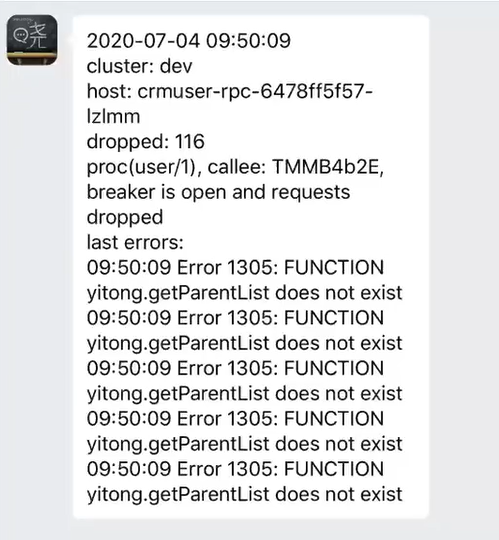 晓
2020-07-04 09:50:09
cluster: dev
host: crmuser-rpc-6478ff5f57-
lzlmm
dropped: 116
proc(user/1), callee: TMMB4b2E,
breaker is open and requests
dropped
last errors:
09:50:09 Error 1305: FUNCTION
yitong.getParentList does not exist
09:50:09 Error 1305: FUNCTION
yitong.getParentList does not exist
09:50:09 Error 1305: FUNCTION
yitong.getParentList does not exist
09:50:09 Error 1305: FUNCTION
yitong.getParentList does not exist
09:50:09 Error 1305: FUNCTION
yitong.getParentList does not exist